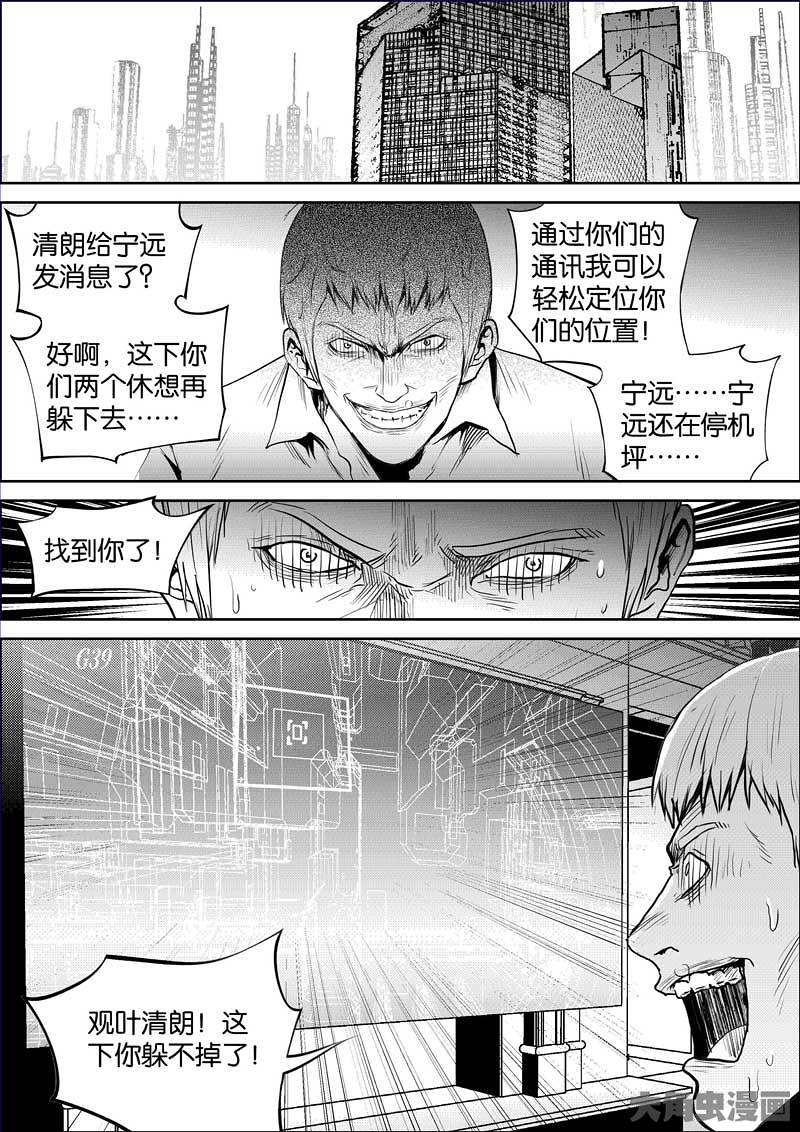 清朗给宁远
发消息了?
好啊，这下你
们两个休想再
躲下去……
通过你们的
通讯我可以
轻松定位你
们的位置!
宁远……宁
远还在停机
坪……
找到你了!
G39
观叶清朗! 这
下你躲不掉了!
大角虫漫画